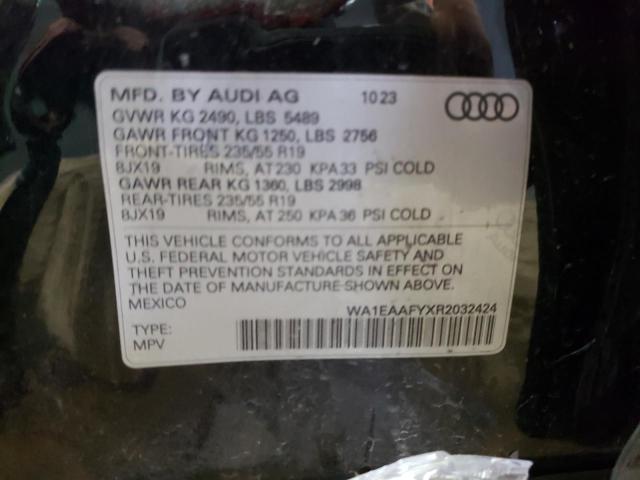 MFD. BY AUDI AG 10 23
GVWR KG 2490, LBS 5489
GAWR FRONT KG 1250, LBS 2756
FRONT-TIRES 235/55 R19
8JX19 RIMS, AT 230 KPA 33 PSI COLD
GAWR REAR KG 1360, LBS 2998
REAR-TIRES 235/55 R19
8JX19 RIMS, AT 250 KPA 36 PSI COLD
THIS VEHICLE CONFORMS TO ALL APPLICABLE
U.S. FEDERAL MOTOR VEHICLE SAFETY AND
THEFT PREVENTION STANDARDS IN EFFECT ON
THE DATE OF MANUFACTURE SHOWN ABOVE.
MEXICO
WA1EAAFYXR2032424
TYPE:
MPV